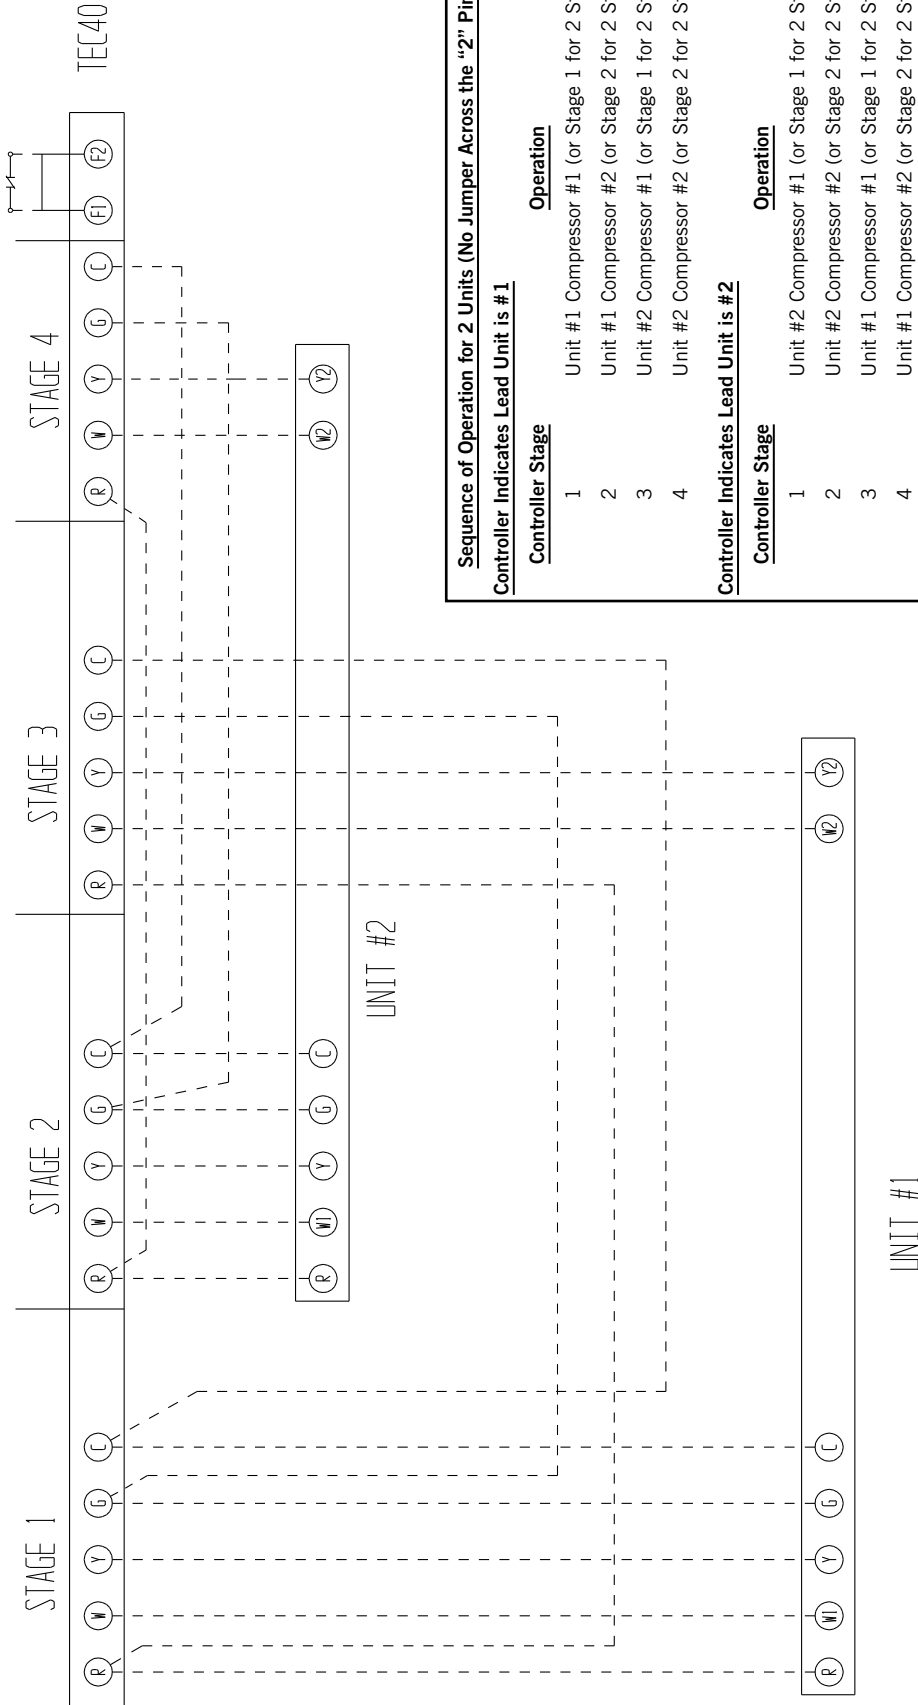 TEC40
STAGE 1
STAGE 2
STAGE 3
STAGE 4
R W Y G C
R W Y G C
R W Y G C
R W Y G C
F1 F2
R W1 Y G C
W2 Y2
UNIT #2
R W1 Y G C
W2 Y2
UNIT #1
Sequence of Operation for 2 Units (No Jumper Across the “2”
Controller Indicates Lead Unit is #1
Controller Stage Operation
1 Unit #1 Compressor #1 (or Stage 1 for 2
2 Unit #1 Compressor #2 (or Stage 2 for 2
3 Unit #2 Compressor #1 (or Stage 1 for 2
4 Unit #2 Compressor #2 (or Stage 2 for 2
Controller Indicates Lead Unit is #2
Controller Stage Operation
1 Unit #2 Compressor #1 (or Stage 1 for 2
2 Unit #2 Compressor #2 (or Stage 2 for 2
3 Unit #1 Compressor #1 (or Stage 1 for 2
4 Unit #1 Compressor #2 (or Stage 2 for 2